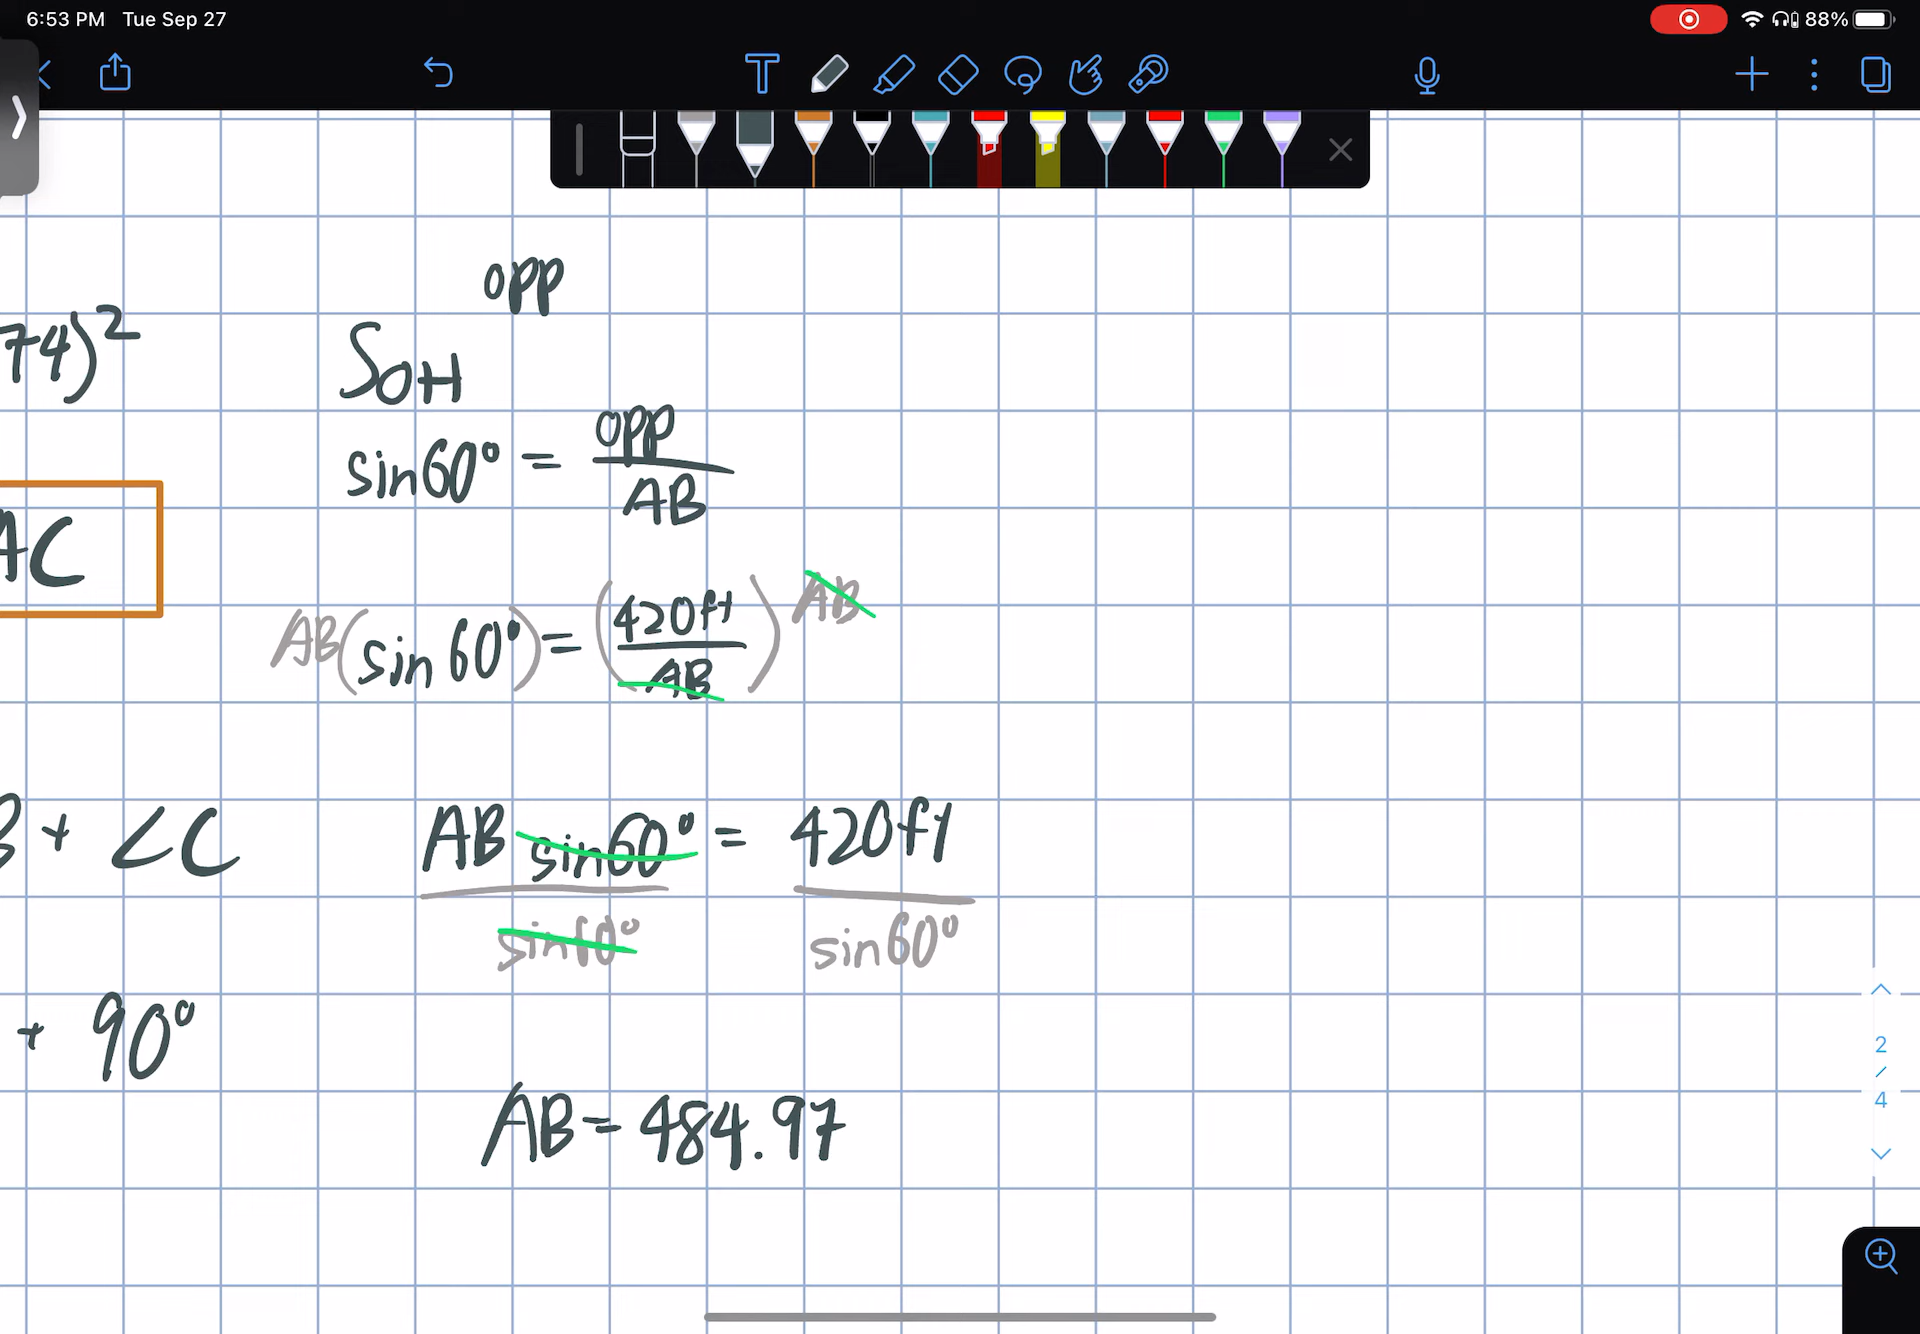 6:53 PM Tue Sep 27
88%
opp
74)²
SOH
sin60° = opp/AB
AC
AB(sin 60°) = (420ft/AB) AB
B + ∠C
AB sin60° / sin60° = 420ft / sin60°
+ 90°
AB = 484.97
2
/
4